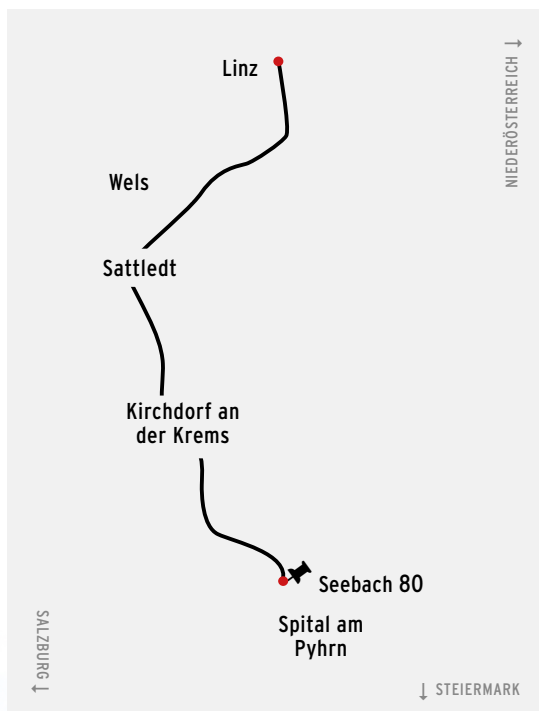 Linz
NIEDERÖSTERREICH
Wels
Sattledt
Kirchdorf an
der Krems
Seebach 80
Spital am
Pyhrn
SALZBURG
STEIERMARK